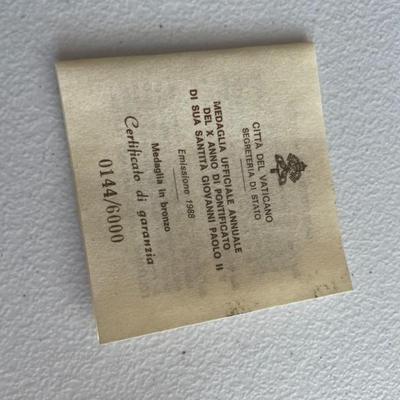 CITTÀ DEL VATICANO
SEGRETERIA DI STATO
MEDAGLIA UFFICIALE ANNUALE
DEL X ANNO DI PONTIFICATO
DI SUA SANTITÀ GIOVANNI PAOLO II
Emissione 1988
Medaglia in bronzo
Certificato di garanzia
0144/6000